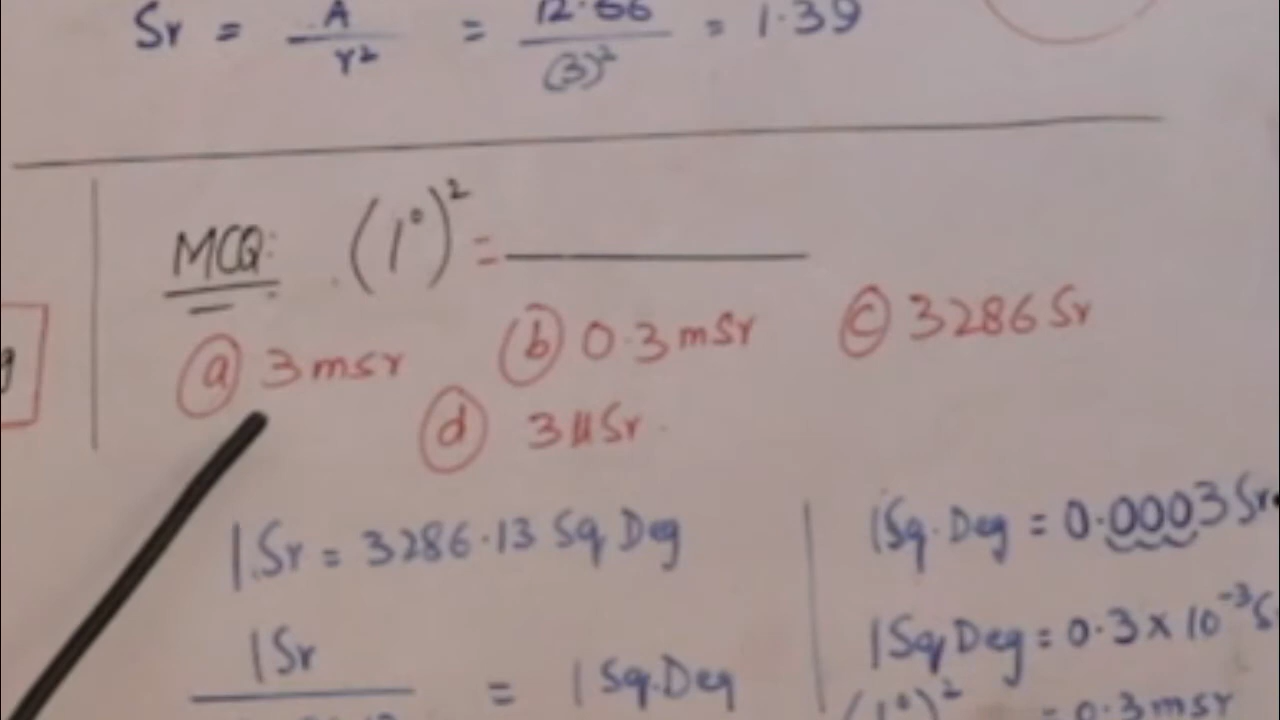 Sr = A / r² = 12.56 / (3)² = 1.39
MCQ: (1°)² = ________
(a) 3 msr (b) 0.3 mSr (c) 3286 Sr
(d) 3 µSr
1 Sr = 3286.13 Sq Deg
1 Sr
= 1 Sq.Deg
1 Sq. Deg = 0.0003 Sr
1 Sq Deg = 0.3 x 10⁻³ S
(1°)² = 0.3 msr